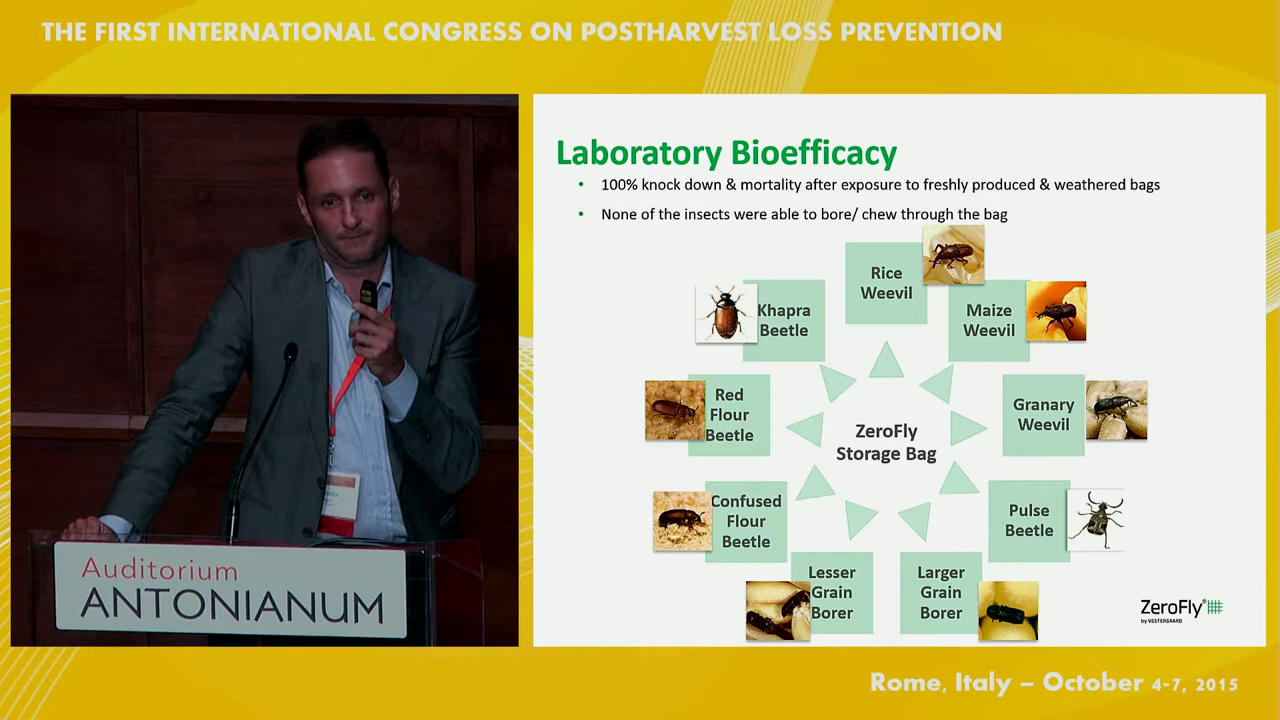 THE FIRST INTERNATIONAL CONGRESS ON POSTHARVEST LOSS PREVENTION
Auditorium
ANTONIANUM
Laboratory Bioefficacy
• 100% knock down & mortality after exposure to freshly produced & weathered bags
• None of the insects were able to bore/ chew through the bag
Rice
Weevil
Maize
Weevil
Granary
Weevil
Pulse
Beetle
Larger
Grain
Borer
Lesser
Grain
Borer
Confused
Flour
Beetle
Red
Flour
Beetle
Khapra
Beetle
ZeroFly
Storage Bag
ZeroFly®
by VESTERGAARD
Rome, Italy – October 4-7, 2015